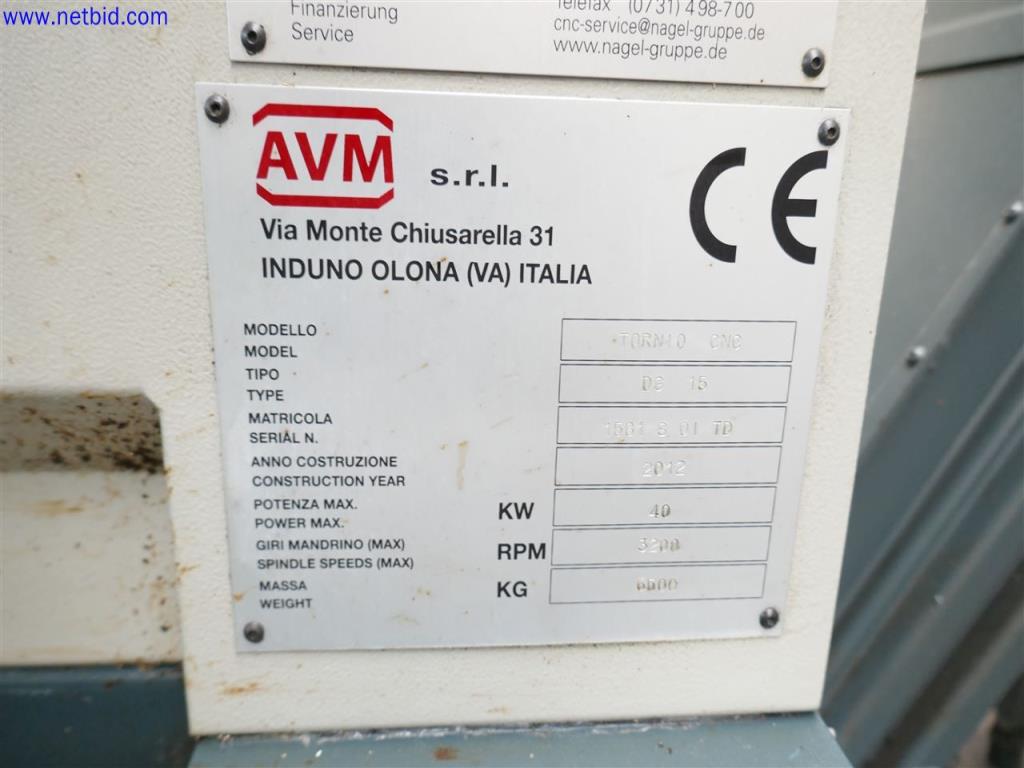 www.netbid.com
Finanzierung
Service
Telefax (0731) 498-700
cnc-service@nagel-gruppe.de
www.nagel-gruppe.de
AVM s.r.l.
CE
Via Monte Chiusarella 31
INDUNO OLONA (VA) ITALIA
MODELLO
MODEL
TORNIO CNC
TIPO
TYPE
15
MATRICOLA
SERIAL N.
01 TD
ANNO COSTRUZIONE
CONSTRUCTION YEAR
2012
POTENZA MAX.
POWER MAX.
KW 40
GIRI MANDRINO (MAX)
SPINDLE SPEEDS (MAX)
RPM 3200
MASSA
WEIGHT
KG